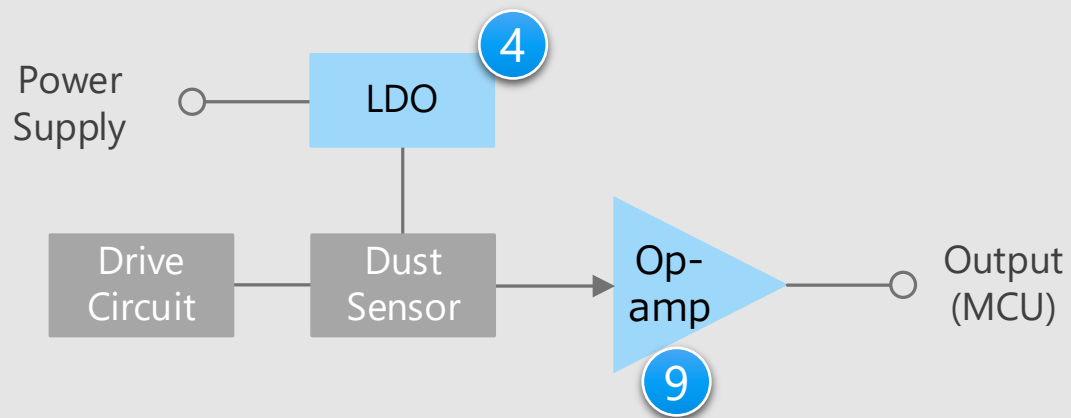 4
Power
Supply
LDO
Drive
Circuit
Dust
Sensor
Op-
amp
Output
(MCU)
9